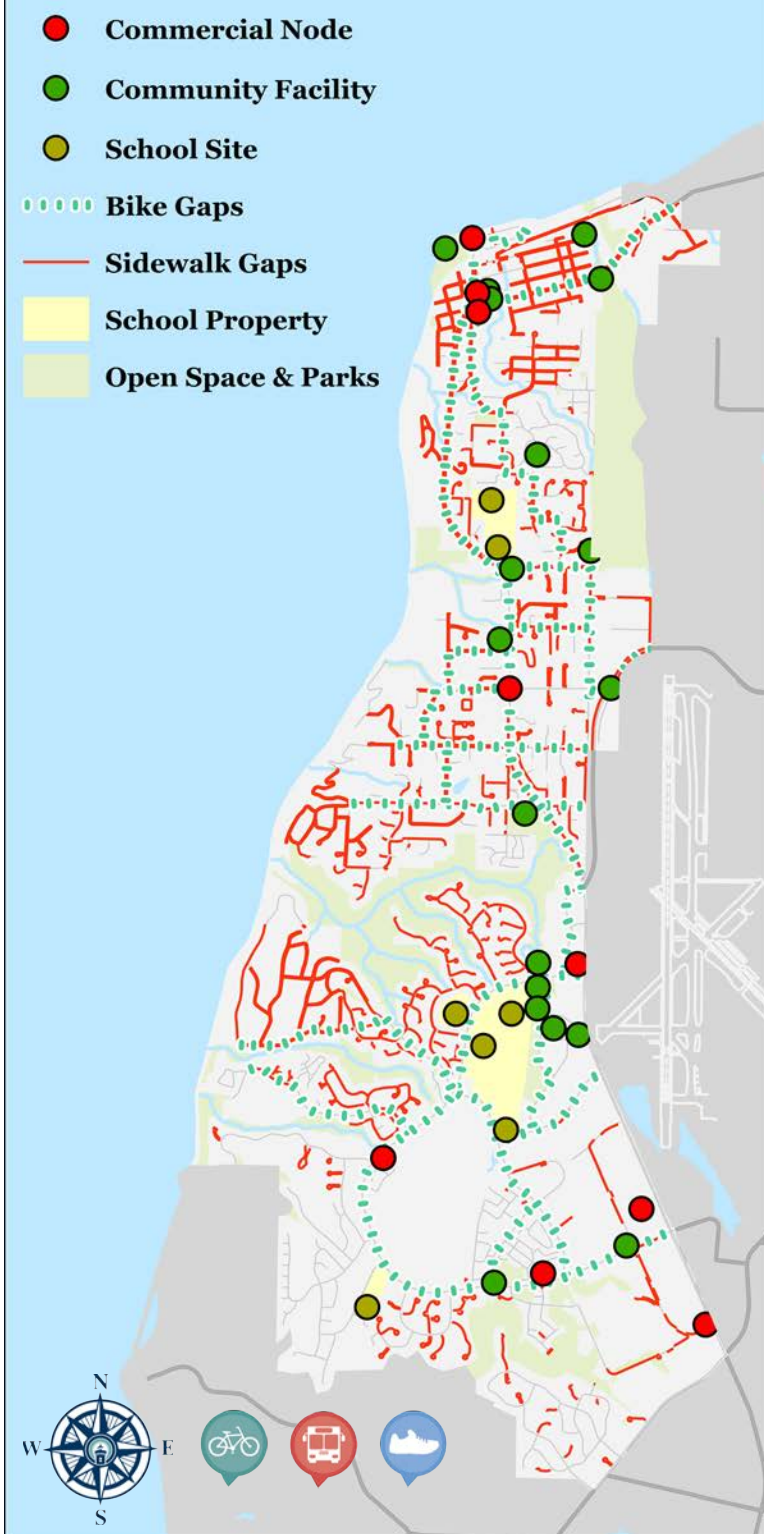 Commercial Node
Community Facility
School Site
Bike Gaps
Sidewalk Gaps
School Property
Open Space & Parks
N
W E
S